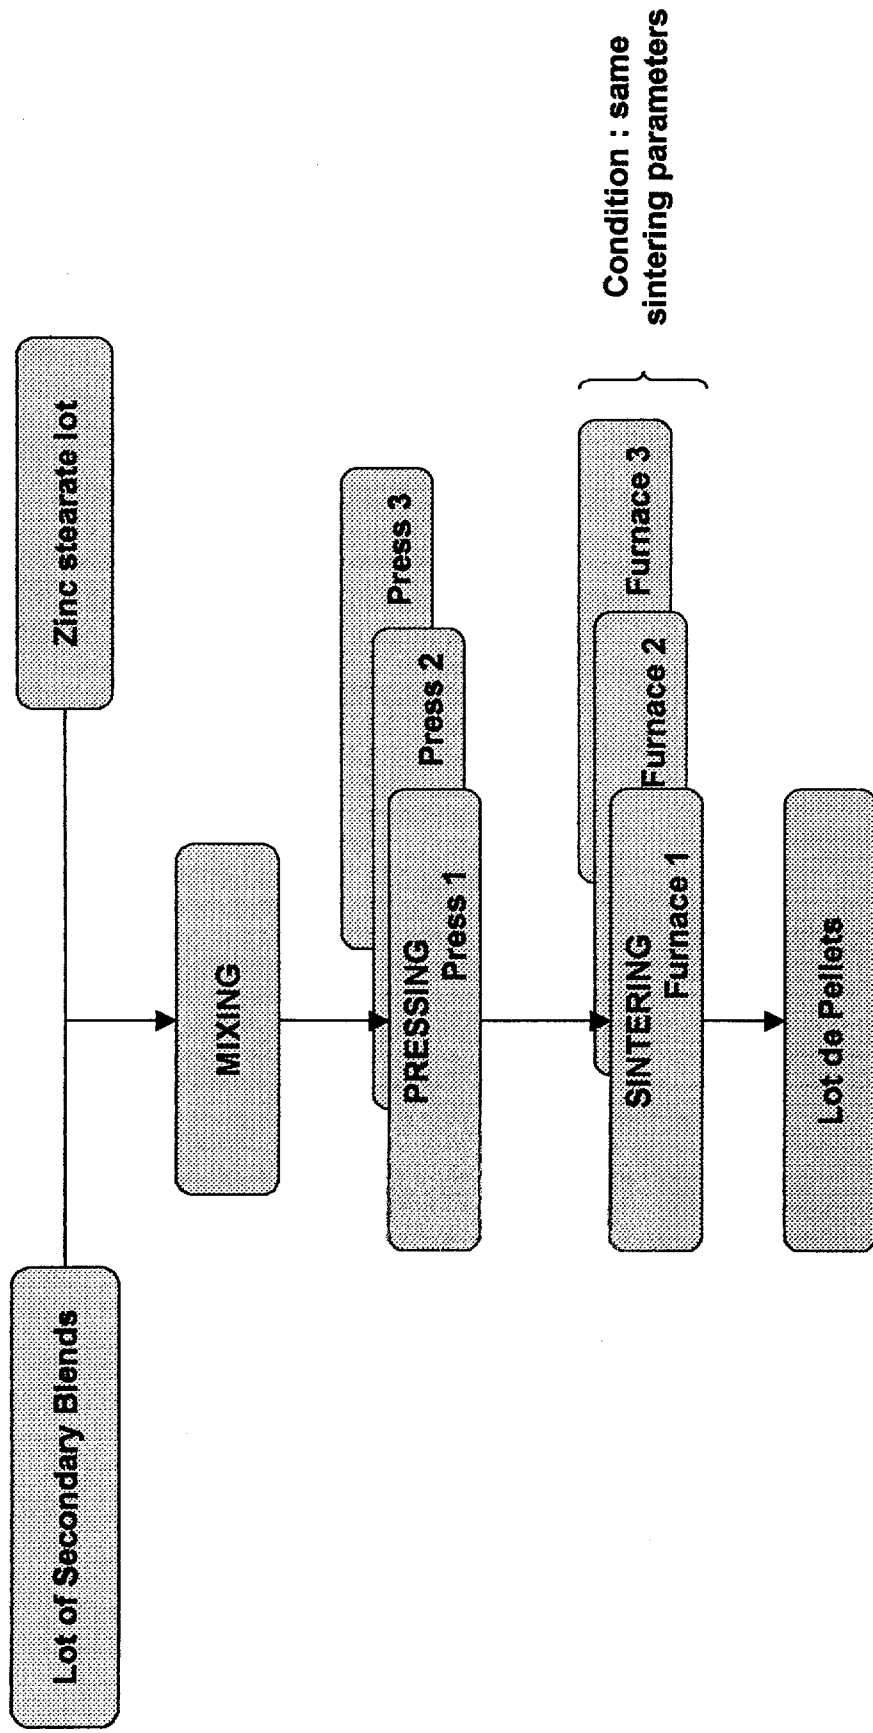 Lot of Secondary Blends
Zinc stearate lot
MIXING
PRESSING
Press 1
Press 2
Press 3
SINTERING
Furnace 1
Furnace 2
Furnace 3
Condition : same
sintering parameters
Lot de Pellets